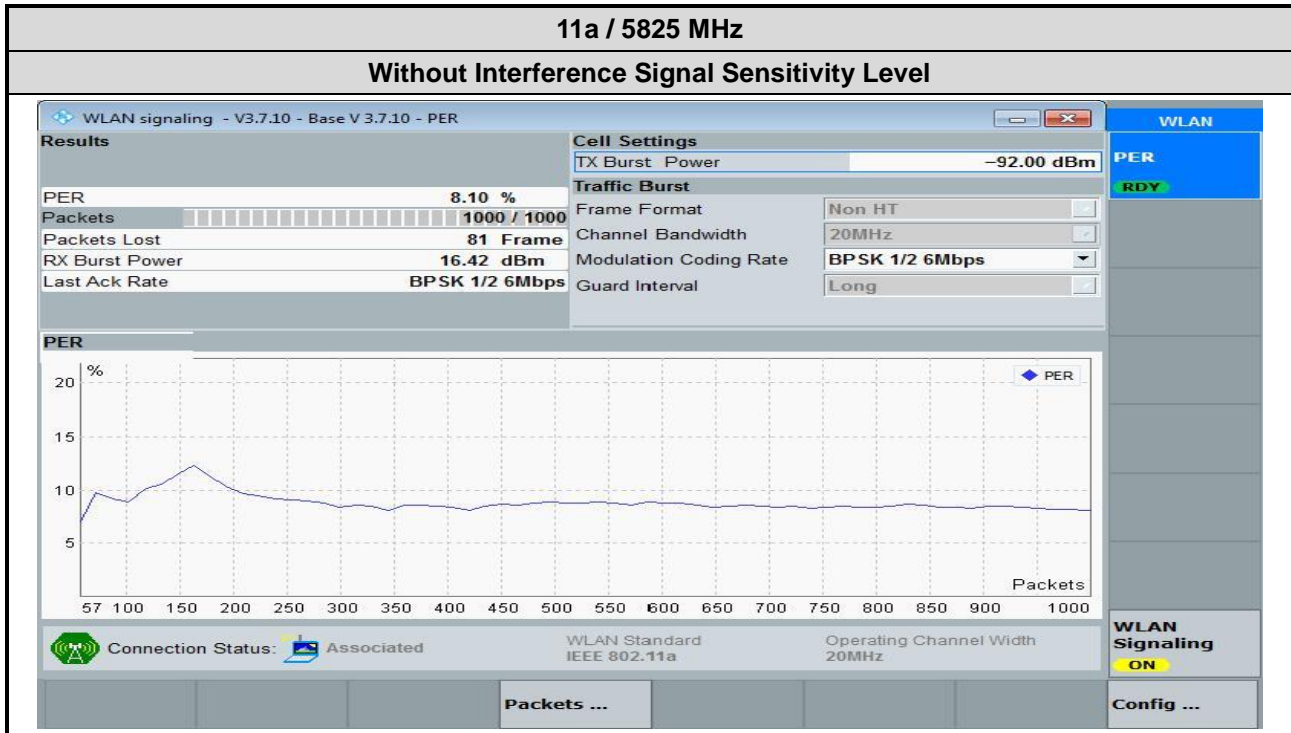 11a / 5825 MHz
Without Interference Signal Sensitivity Level
WLAN signaling - V3.7.10 - Base V 3.7.10 - PER
WLAN
Results
Cell Settings
TX Burst Power −92.00 dBm
PER
RDY
PER 8.10 %
Traffic Burst
Packets 1000 / 1000
Frame Format Non HT
Packets Lost 81 Frame
Channel Bandwidth 20MHz
RX Burst Power 16.42 dBm
Modulation Coding Rate BPSK 1/2 6Mbps
Last Ack Rate BPSK 1/2 6Mbps
Guard Interval Long
PER
%
PER
20
15
10
5
Packets
57 100 150 200 250 300 350 400 450 500 550 600 650 700 750 800 850 900 1000
Connection Status: Associated
WLAN Standard
IEEE 802.11a
Operating Channel Width
20MHz
WLAN
Signaling
ON
Packets ...
Config ...